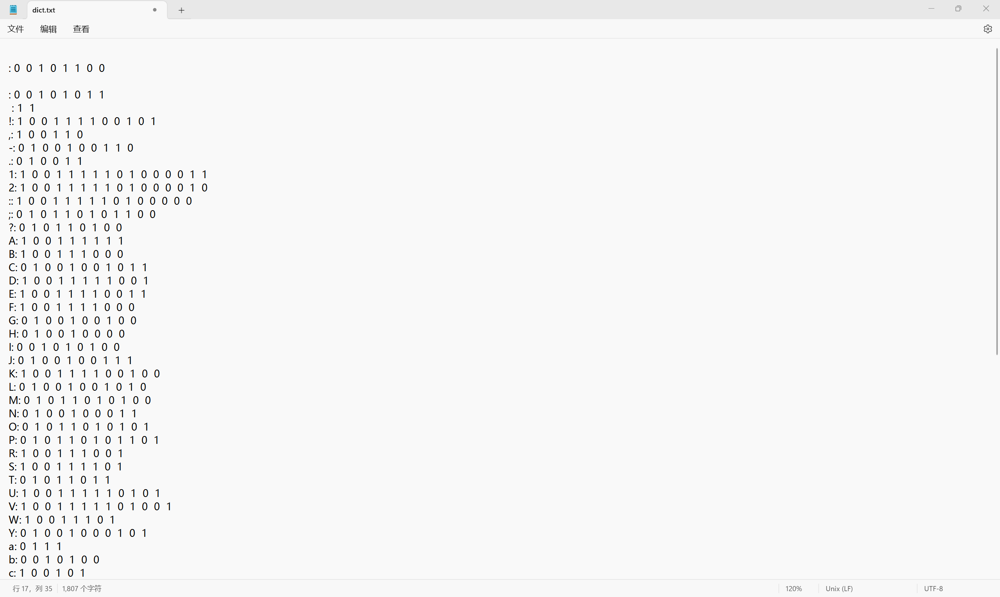 dict.txt
文件 编辑 查看
: 0 0 1 0 1 1 0 0
: 0 0 1 0 1 0 1 1
: 1 1
!: 1 0 0 1 1 1 1 0 0 1 0 1
,: 1 0 0 1 1 0
-: 0 1 0 0 1 0 0 1 1 0
.: 0 1 0 0 1 1
1: 1 0 0 1 1 1 1 1 0 1 0 0 0 0 1 1
2: 1 0 0 1 1 1 1 1 0 1 0 0 0 0 1 0
:: 1 0 0 1 1 1 1 1 0 1 0 0 0 0 0
;: 0 1 0 1 1 0 1 0 1 1 0 0
?: 0 1 0 1 1 0 1 0 0
A: 1 0 0 1 1 1 1 1 1
B: 1 0 0 1 1 1 0 0 0
C: 0 1 0 0 1 0 0 1 0 1 1
D: 1 0 0 1 1 1 1 1 0 0 1
E: 1 0 0 1 1 1 1 0 0 1 1
F: 1 0 0 1 1 1 1 0 0 0
G: 0 1 0 0 1 0 0 1 0 0
H: 0 1 0 0 1 0 0 0 0
I: 0 0 1 0 1 0 1 0 0
J: 0 1 0 0 1 0 0 1 1 1
K: 1 0 0 1 1 1 1 0 0 1 0 0
L: 0 1 0 0 1 0 0 1 0 1 0
M: 0 1 0 1 1 0 1 0 1 0 0
N: 0 1 0 0 1 0 0 0 1 1
O: 0 1 0 1 1 0 1 0 1 0 1
P: 0 1 0 1 1 0 1 0 1 1 0 1
R: 1 0 0 1 1 1 0 0 1
S: 1 0 0 1 1 1 1 0 1
T: 0 1 0 1 1 0 1 1
U: 1 0 0 1 1 1 1 1 0 1 0 1
V: 1 0 0 1 1 1 1 1 0 1 0 0 1
W: 1 0 0 1 1 1 0 1
Y: 0 1 0 0 1 0 0 0 1 0 1
a: 0 1 1 1
b: 0 0 1 0 1 0 0
c: 1 0 0 1 0 1
行 17，列 35 1,807 个字符 120% Unix (LF) UTF-8